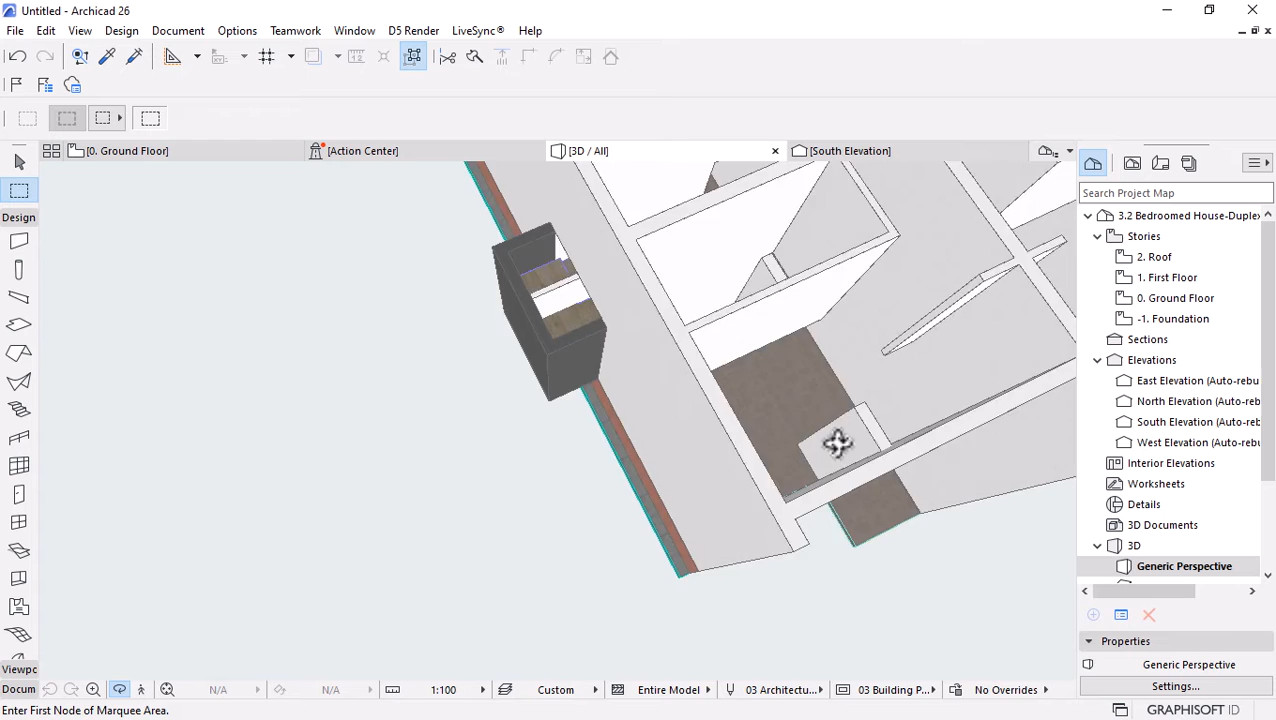 Untitled - Archicad 26
File Edit View Design Document Options Teamwork Window D5 Render LiveSync® Help
[0. Ground Floor] [Action Center] [3D / All] [South Elevation]
Search Project Map
Design
3.2 Bedroomed House-Duplex
Stories
2. Roof
1. First Floor
0. Ground Floor
-1. Foundation
Sections
Elevations
East Elevation (Auto-reb
North Elevation (Auto-reb
South Elevation (Auto-reb
West Elevation (Auto-rebu
Interior Elevations
Worksheets
Details
3D Documents
3D
Generic Perspective
Properties
Generic Perspective
Settings...
Viewpc
Docum
N/A N/A 1:100 Custom Entire Model 03 Architectu... 03 Building P... No Overrides
Enter First Node of Marquee Area.
GRAPHISOFT ID